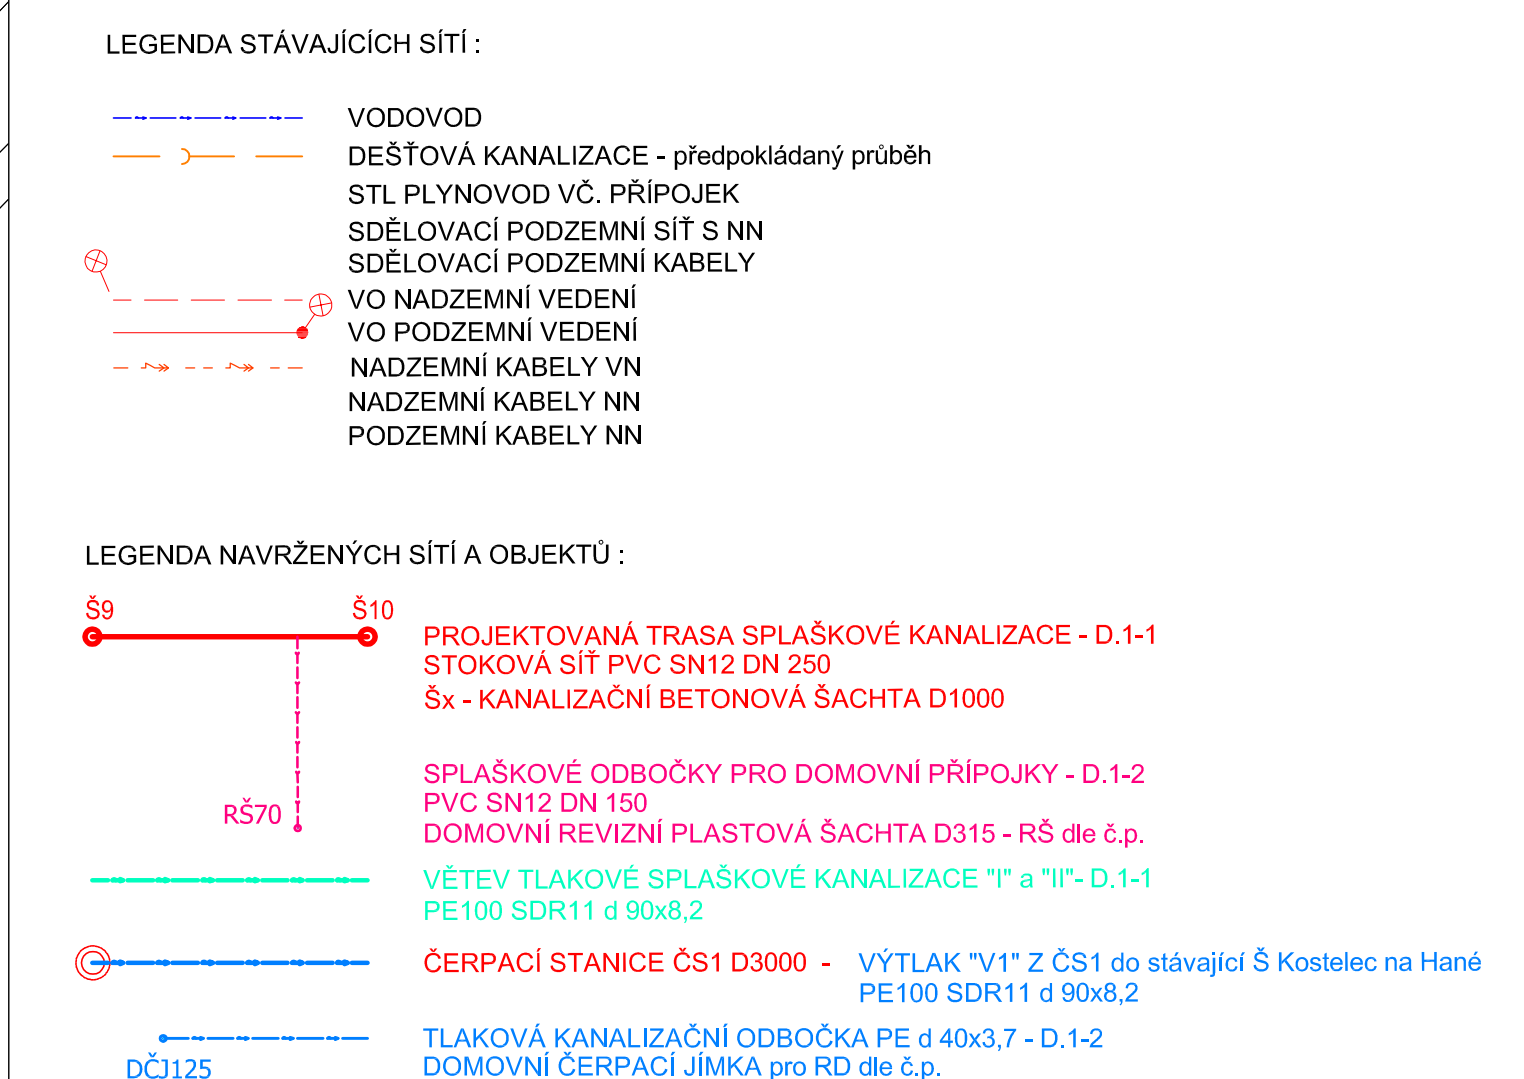 LEGENDA STÁVAJÍCÍCH SÍTÍ :
VODOVOD
DEŠŤOVÁ KANALIZACE - předpokládaný průběh
STL PLYNOVOD VČ. PŘÍPOJEK
SDĚLOVACÍ PODZEMNÍ SÍŤ S NN
SDĚLOVACÍ PODZEMNÍ KABELY
VO NADZEMNÍ VEDENÍ
VO PODZEMNÍ VEDENÍ
NADZEMNÍ KABELY VN
NADZEMNÍ KABELY NN
PODZEMNÍ KABELY NN
LEGENDA NAVRŽENÝCH SÍTÍ A OBJEKTŮ :
Š9 Š10
PROJEKTOVANÁ TRASA SPLAŠKOVÉ KANALIZACE - D.1-1
STOKOVÁ SÍŤ PVC SN12 DN 250
Šx - KANALIZAČNÍ BETONOVÁ ŠACHTA D1000
SPLAŠKOVÉ ODBOČKY PRO DOMOVNÍ PŘÍPOJKY - D.1-2
PVC SN12 DN 150
RŠ70
DOMOVNÍ REVIZNÍ PLASTOVÁ ŠACHTA D315 - RŠ dle č.p.
VĚTEV TLAKOVÉ SPLAŠKOVÉ KANALIZACE "I" a "II"- D.1-1
PE100 SDR11 d 90x8,2
ČERPACÍ STANICE ČS1 D3000 - VÝTLAK "V1" Z ČS1 do stávající Š Kostelec na Hané
PE100 SDR11 d 90x8,2
TLAKOVÁ KANALIZAČNÍ ODBOČKA PE d 40x3,7 - D.1-2
DČJ125 DOMOVNÍ ČERPACÍ JÍMKA pro RD dle č.p.